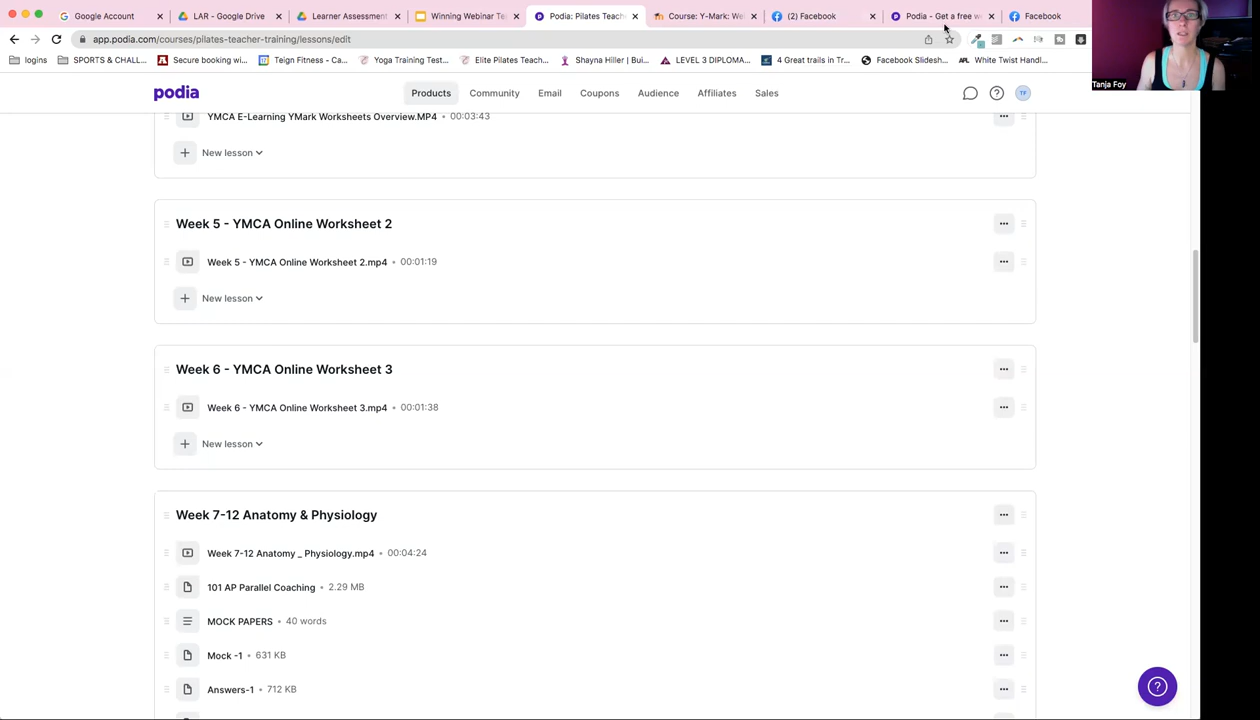 Google Account
LAR - Google Drive
Learner Assessment
Winning Webinar Te
Podia: Pilates Teache
Course: Y-Mark: We
(2) Facebook
Podia - Get a free w
Facebook
app.podia.com/courses/pilates-teacher-training/lessons/edit
logins
SPORTS & CHALL...
Secure booking wi...
Teign Fitness - Ca...
Yoga Training Test...
Elite Pilates Teach...
Shayna Hiller | Bui...
LEVEL 3 DIPLOMA...
4 Great trails in Tr...
Facebook Slidesh...
APL White Twist Handl...
Tanja Foy
podia
Products
Community
Email
Coupons
Audience
Affiliates
Sales
TF
YMCA E-Learning YMark Worksheets Overview.MP4 • 00:03:43
New lesson
Week 5 - YMCA Online Worksheet 2
Week 5 - YMCA Online Worksheet 2.mp4 • 00:01:19
New lesson
Week 6 - YMCA Online Worksheet 3
Week 6 - YMCA Online Worksheet 3.mp4 • 00:01:38
New lesson
Week 7-12 Anatomy & Physiology
Week 7-12 Anatomy _ Physiology.mp4 • 00:04:24
101 AP Parallel Coaching • 2.29 MB
MOCK PAPERS • 40 words
Mock -1 • 631 KB
Answers-1 • 712 KB